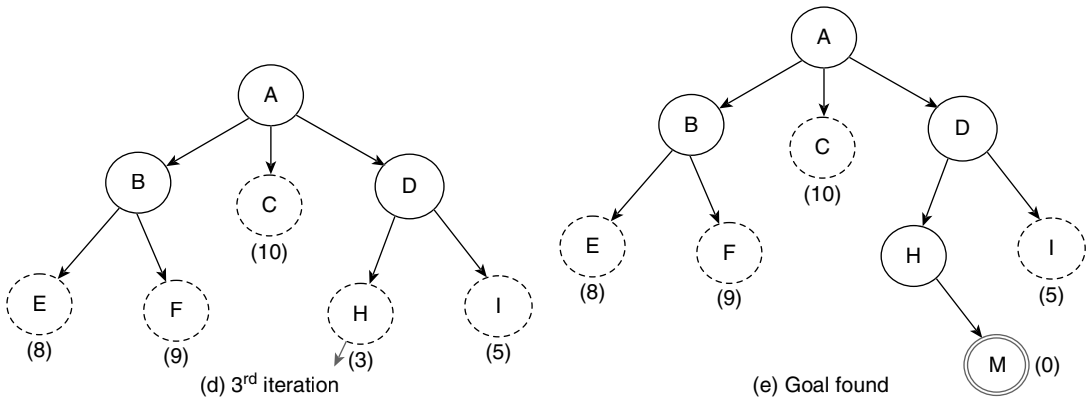 A
B
C
D
(10)
E
F
H
I
(8)
(9)
(3)
(5)
(d) 3rd iteration
A
B
C
D
(10)
E
F
H
I
(8)
(9)
(5)
M
(0)
(e) Goal found